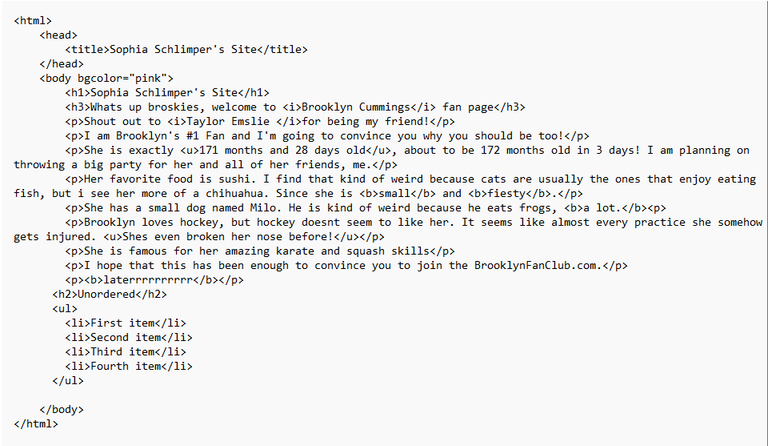 <html>
<head>
<title>Sophia Schlimper's Site</title>
</head>
<body bgcolor="pink">
<h1>Sophia Schlimper's Site</h1>
<h3>Whats up broskies, welcome to <i>Brooklyn Cummings</i> fan page</h3>
<p>Shout out to <i>Taylor Emslie </i>for being my friend!</p>
<p>I am Brooklyn's #1 Fan and I'm going to convince you why you should be too!</p>
<p>She is exactly <u>171 months and 28 days old</u>, about to be 172 months old in 3 days! I am planning on
throwing a big party for her and all of her friends, me.</p>
<p>Her favorite food is sushi. I find that kind of weird because cats are usually the ones that enjoy eating
fish, but i see her more of a chihuahua. Since she is <b>small</b> and <b>fiesty</b>.</p>
<p>She has a small dog named Milo. He is kind of weird because he eats frogs, <b>a lot.</b><p>
<p>Brooklyn loves hockey, but hockey doesnt seem to like her. It seems like almost every practice she somehow
gets injured. <u>Shes even broken her nose before!</u></p>
<p>She is famous for her amazing karate and squash skills</p>
<p>I hope that this has been enough to convince you to join the BrooklynFanClub.com.</p>
<p><b>laterrrrrrrrrr</b></p>
<h2>Unordered</h2>
<ul>
<li>First item</li>
<li>Second item</li>
<li>Third item</li>
<li>Fourth item</li>
</ul>
</body>
</html>